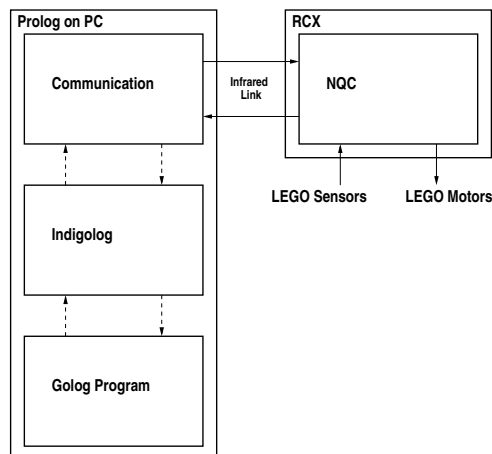 Prolog on PC
RCX
Communication
Infrared
Link
NQC
LEGO Sensors
LEGO Motors
Indigolog
Golog Program